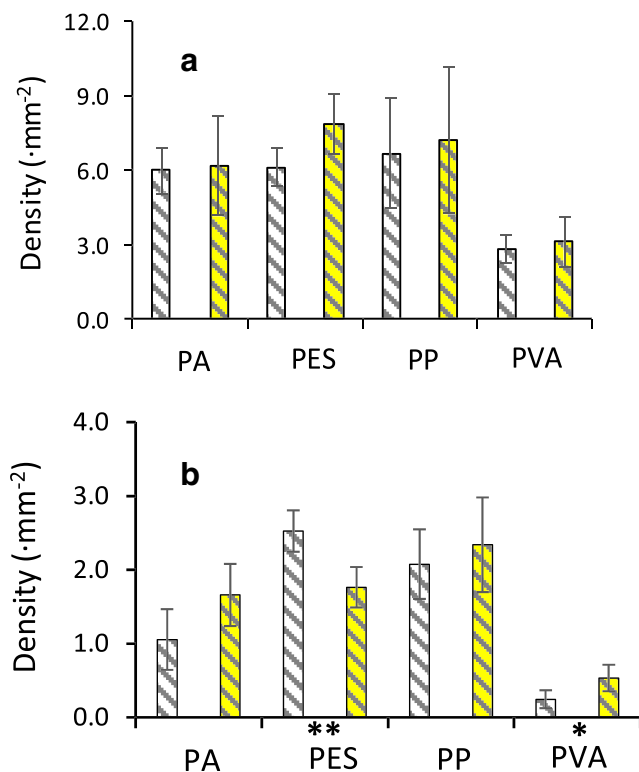 12.0
a
9.0
6.0
3.0
0.0
Density (·mm-2)
PA PES PP PVA
4.0
b
3.0
2.0
1.0
0.0
Density (·mm-2)
** *
PA PES PP PVA